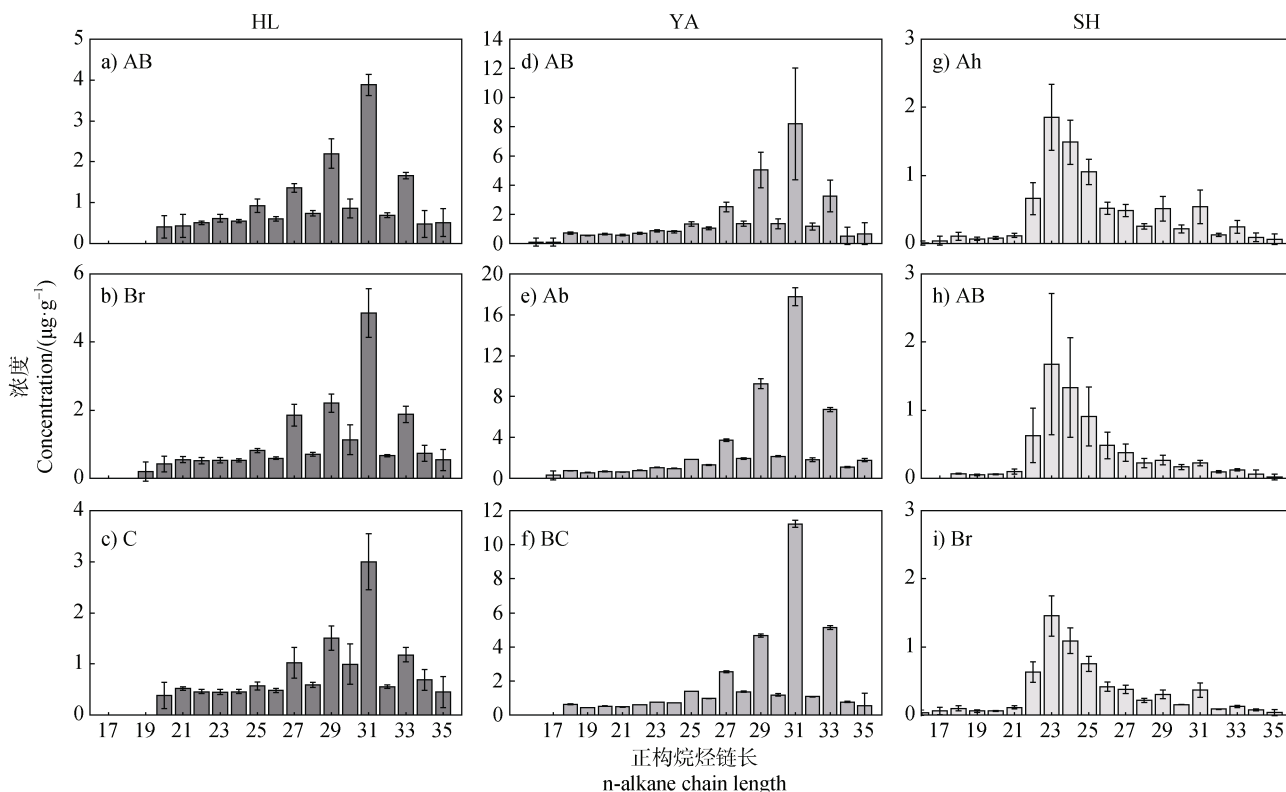 HL
YA
SH
a) AB
5
4
3
2
1
0
d) AB
14
12
10
8
6
4
2
0
g) Ah
3
2
1
0
b) Br
6
4
2
0
e) Ab
20
16
12
8
4
0
h) AB
3
2
1
0
c) C
4
3
2
1
0
f) BC
12
10
8
6
4
2
0
i) Br
3
2
1
0
浓度
Concentration/(μg·g⁻¹)
17 19 21 23 25 27 29 31 33 35
17 19 21 23 25 27 29 31 33 35
17 19 21 23 25 27 29 31 33 35
正构烷烃链长
n-alkane chain length